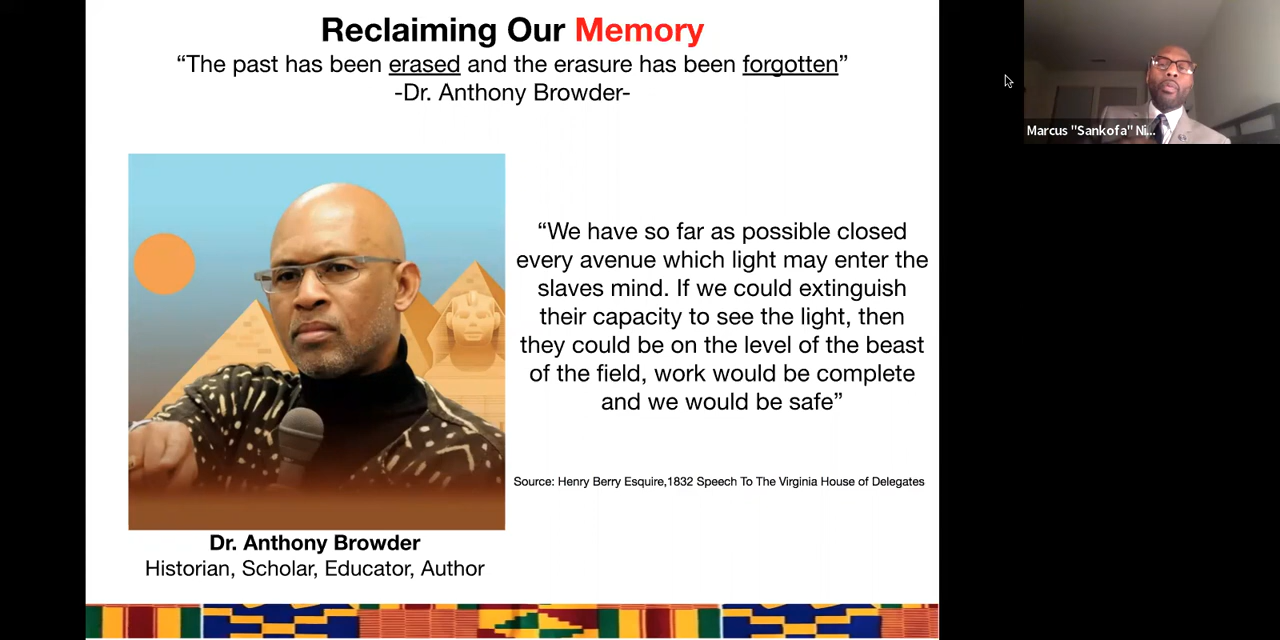 Reclaiming Our Memory
“The past has been erased and the erasure has been forgotten”
-Dr. Anthony Browder-
“We have so far as possible closed
every avenue which light may enter the
slaves mind. If we could extinguish
their capacity to see the light, then
they could be on the level of the beast
of the field, work would be complete
and we would be safe”
Source: Henry Berry Esquire,1832 Speech To The Virginia House of Delegates
Dr. Anthony Browder
Historian, Scholar, Educator, Author
Marcus "Sankofa" Ni...